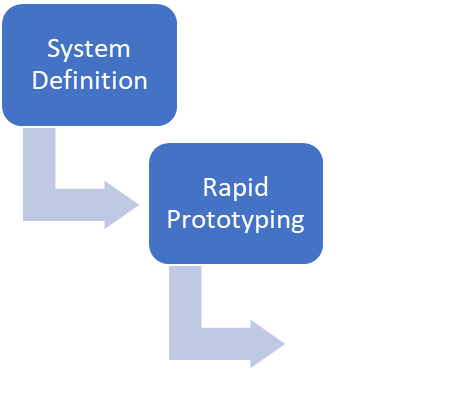 System
Definition
Rapid
Prototyping